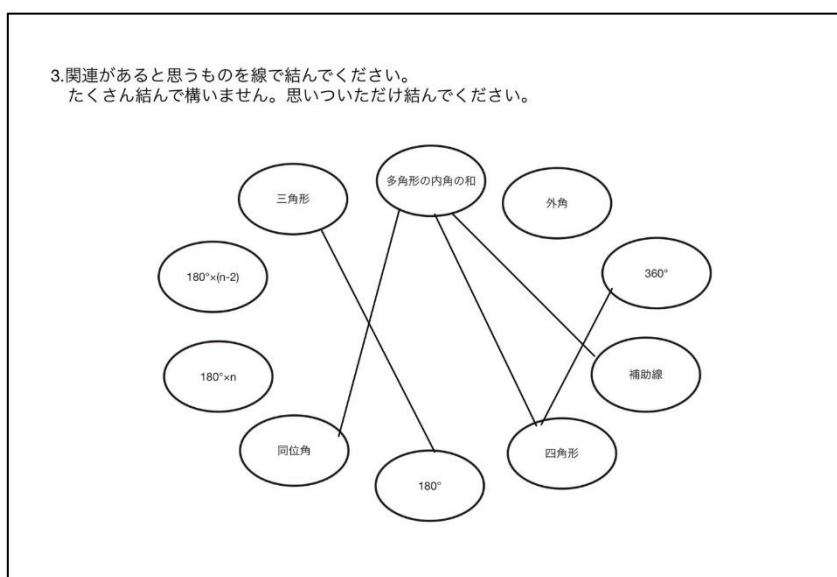 3.関連があると思うものを線で結んでください。
たくさん結んで構いません。思いついただけ結んでください。
多角形の内角の和
三角形
外角
180°×(n-2)
360°
180°×n
補助線
同位角
四角形
180°